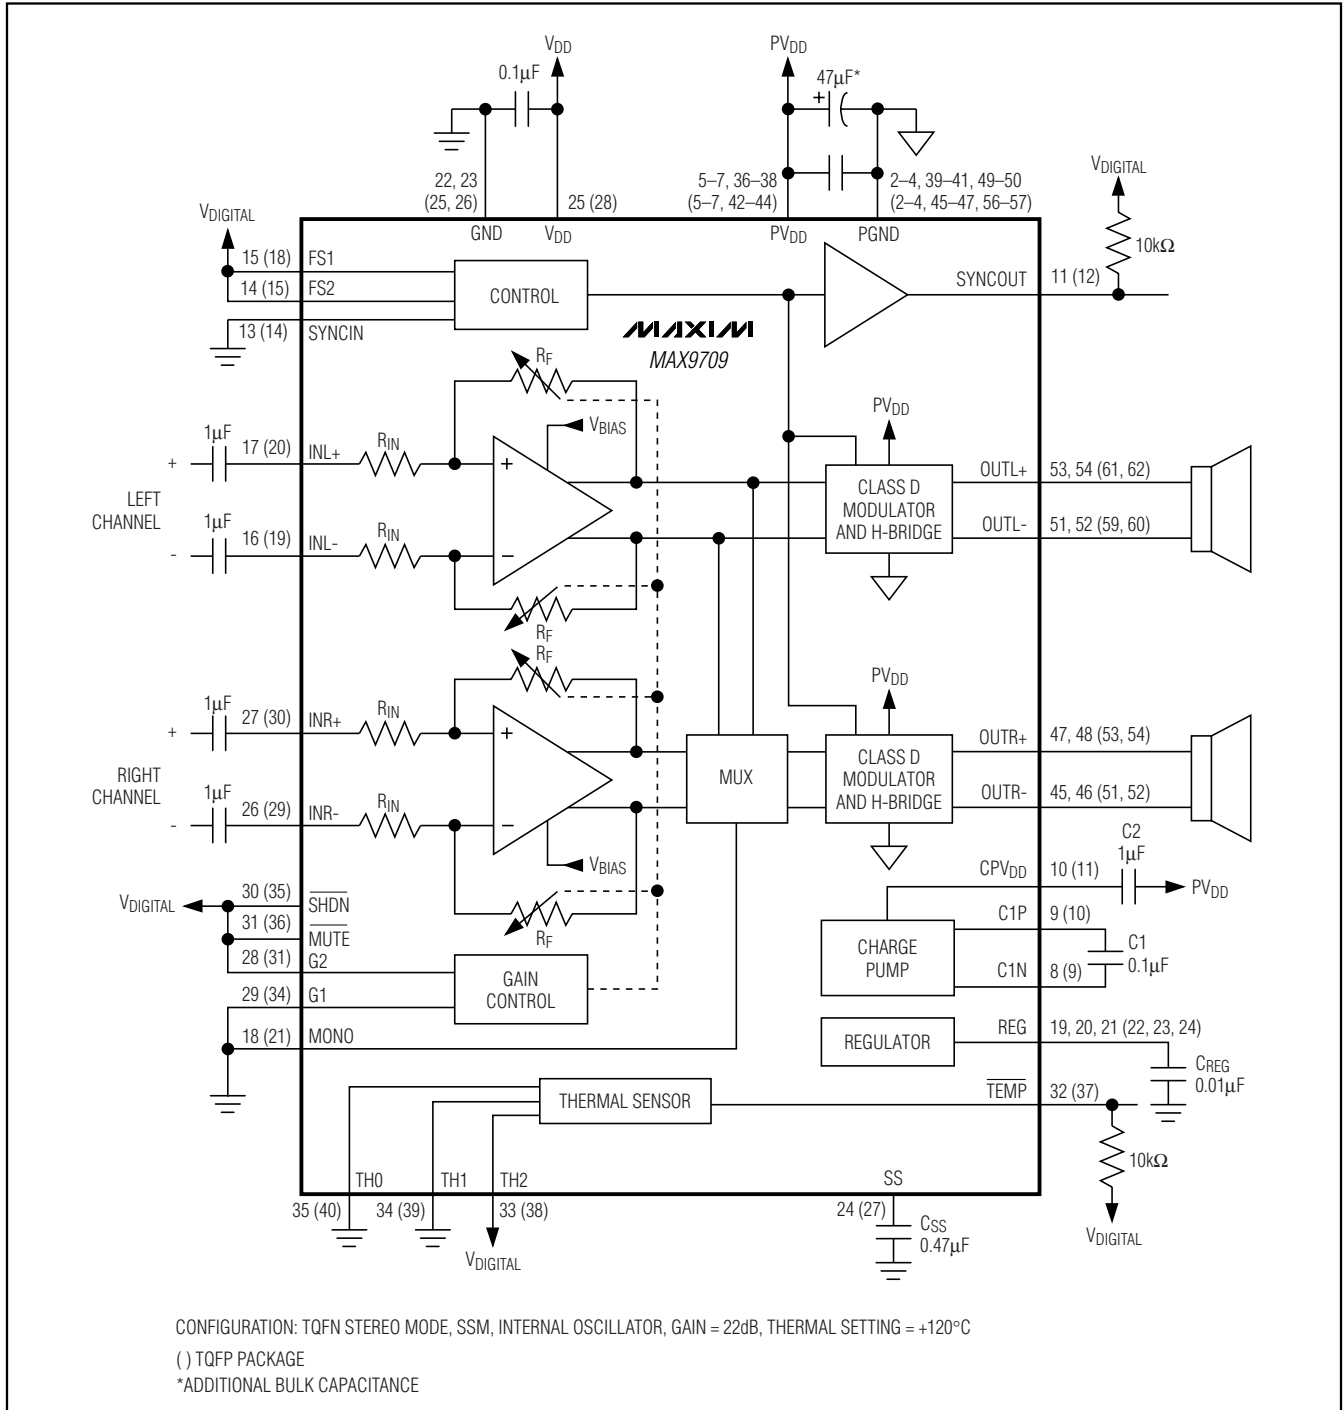 VDD
PVDD
0.1µF
47µF*
+
22, 23
(25, 26)
25 (28)
5–7, 36–38
(5–7, 42–44)
2–4, 39–41, 49–50
(2–4, 45–47, 56–57)
VDIGITAL
VDIGITAL
GND
VDD
PVDD
PGND
10kΩ
15 (18)
FS1
14 (15)
FS2
13 (14)
SYNCIN
CONTROL
SYNCOUT
11 (12)
MAXIM
MAX9709
RF
VBIAS
PVDD
1µF
17 (20)
INL+
RIN
+
+
LEFT
CHANNEL
1µF
16 (19)
INL-
RIN
-
−
CLASS D
MODULATOR
AND H-BRIDGE
OUTL+
53, 54 (61, 62)
OUTL-
51, 52 (59, 60)
RF
RF
PVDD
1µF
27 (30)
INR+
RIN
+
+
RIGHT
CHANNEL
1µF
26 (29)
INR-
RIN
-
−
MUX
CLASS D
MODULATOR
AND H-BRIDGE
OUTR+
47, 48 (53, 54)
OUTR-
45, 46 (51, 52)
VBIAS
C2
1µF
CPVDD
10 (11)
PVDD
VDIGITAL
30 (35)
SHDN
31 (36)
MUTE
28 (31)
G2
29 (34)
G1
18 (21)
MONO
RF
GAIN
CONTROL
CHARGE
PUMP
C1P
9 (10)
C1
0.1µF
C1N
8 (9)
REGULATOR
REG
19, 20, 21 (22, 23, 24)
CREG
0.01µF
THERMAL SENSOR
TEMP
32 (37)
10kΩ
VDIGITAL
TH0
TH1
TH2
SS
35 (40)
34 (39)
33 (38)
24 (27)
VDIGITAL
CSS
0.47µF
CONFIGURATION: TQFN STEREO MODE, SSM, INTERNAL OSCILLATOR, GAIN = 22dB, THERMAL SETTING = +120°C
( ) TQFP PACKAGE
*ADDITIONAL BULK CAPACITANCE